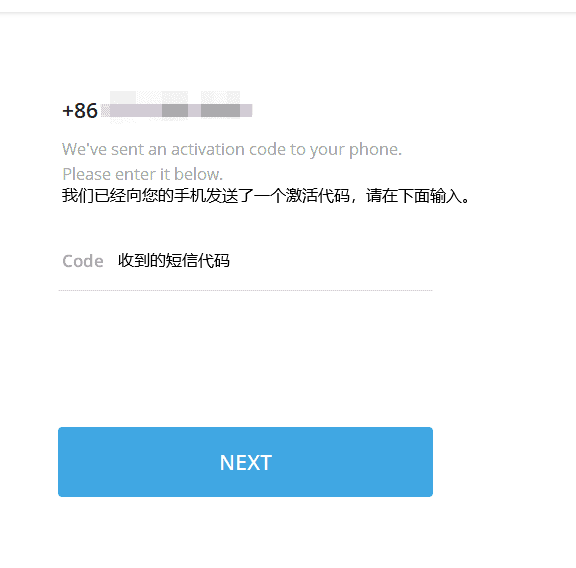 +86
We've sent an activation code to your phone.
Please enter it below.
我们已经向您的手机发送了一个激活代码，请在下面输入。
Code 收到的短信代码
NEXT